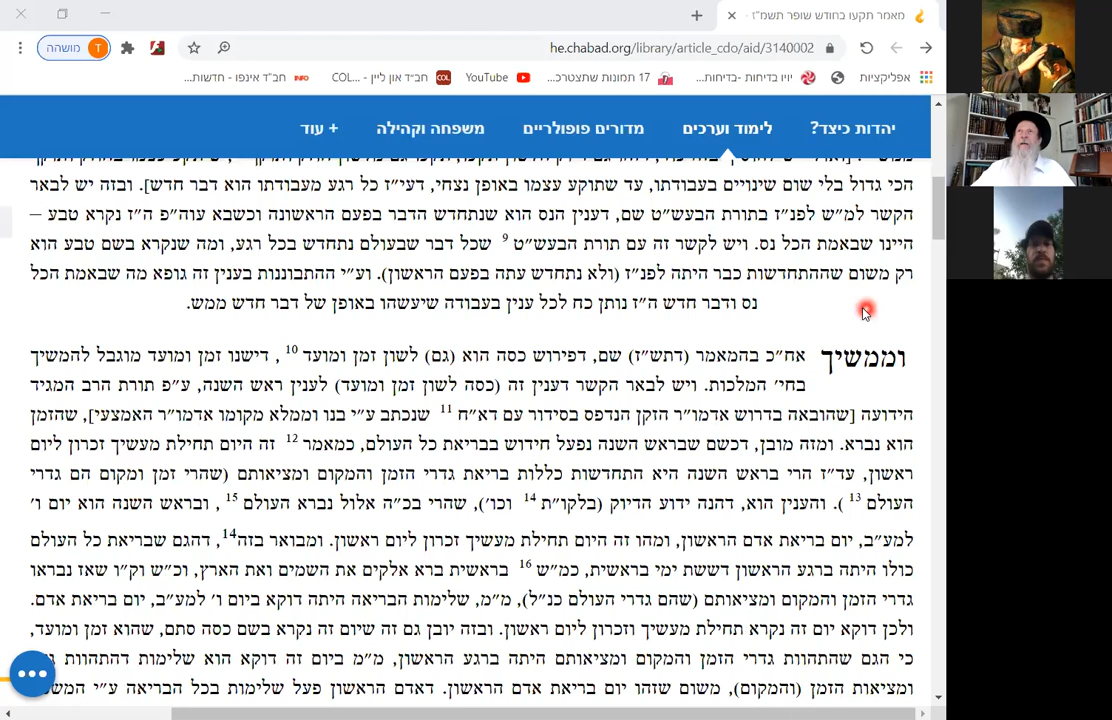 מאמר תקעו בחודש שופר תשמ"ז
he.chabad.org/library/article_cdo/aid/3140002
מושהה
T
אפליקציות
יויו בדיחות -בדיחות...
17 תמונות שתצטרכ...
YouTube
חב"ד און ליין - COL...
חב"ד אינפו - חדשות...
יהדות כיצד?
לימוד וערכים
מדורים פופולריים
משפחה וקהילה
+ עוד
הכי גדול בלי שום שינויים בעבודתו, עד שתוקע עצמו באופן נצחי, דעי"ז כל רגע מעבודתו הוא דבר חדש]. ובזה יש לבאר
הקשר למ"ש לפנ"ז בתורת הבעש"ט שם, דענין הנס הוא שנתחדש הדבר בפעם הראשונה וכשבא עוה"פ ה"ז נקרא טבע –
היינו שבאמת הכל נס. ויש לקשר זה עם תורת הבעש"ט 9 שכל דבר שבעולם נתחדש בכל רגע, ומה שנקרא בשם טבע הוא
רק משום שההתחדשות כבר היתה לפנ"ז (ולא נתחדש עתה בפעם הראשון). וע"י ההתבוננות בענין זה גופא מה שבאמת הכל
נס ודבר חדש ה"ז נותן כח לכל ענין בעבודה שיעשהו באופן של דבר חדש ממש.
וממשיך אח"כ בהמאמר (דתש"ז) שם, דפירוש כסה הוא (גם) לשון זמן ומועד 10 , דישנו זמן ומועד מוגבל להמשיך
בחי' המלכות. ויש לבאר הקשר דענין זה (כסה לשון זמן ומועד) לענין ראש השנה, ע"פ תורת הרב המגיד
הידועה [שהובאה בדרוש אדמו"ר הזקן הנדפס בסידור עם דא"ח 11 שנכתב ע"י בנו וממלא מקומו אדמו"ר האמצעי], שהזמן
הוא נברא. ומזה מובן, דכשם שבראש השנה נפעל חידוש בבריאת כל העולם, כמאמר 12 זה היום תחילת מעשיך זכרון ליום
ראשון, עד"ז הרי בראש השנה היא התחדשות כללות בריאת גדרי הזמן והמקום ומציאותם (שהרי זמן ומקום הם גדרי
העולם 13 ). והענין הוא, דהנה ידוע הדיוק (בלקו"ת 14 וכו'), שהרי בכ"ה אלול נברא העולם 15 , ובראש השנה הוא יום ו'
למע"ב, יום בריאת אדם הראשון, ומהו זה היום תחילת מעשיך זכרון ליום ראשון. ומבואר בזה14, דהגם שבריאת כל העולם
כולו היתה ברגע הראשון דששת ימי בראשית, כמ"ש 16 בראשית ברא אלקים את השמים ואת הארץ, וכ"ש וק"ו שאז נבראו
גדרי הזמן והמקום ומציאותם (שהם גדרי העולם כנ"ל), מ"מ, שלימות הבריאה היתה דוקא ביום ו' למע"ב, יום בריאת אדם.
ולכן דוקא יום זה נקרא תחילת מעשיך וזכרון ליום ראשון. ובזה יובן גם זה שיום זה נקרא בשם כסה סתם, שהוא זמן ומועד,
כי הגם שהתהוות גדרי הזמן והמקום ומציאותם היתה ברגע הראשון, מ"מ ביום זה דוקא הוא שלימות דהתהוות
ומציאות הזמן (והמקום), משום שזהו יום בריאת אדם הראשון. דאדם הראשון פעל שלימות בכל הבריאה ע"י